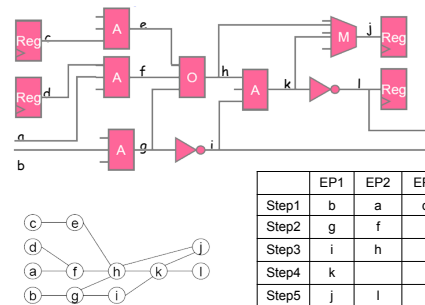 Reg
c
A
e
M
j
Reg
Reg
d
A
f
O
h
A
k
l
Reg
a
A
g
i
b
EP1 EP2
Step1 b a
Step2 g f
Step3 i h
Step4 k
Step5 j l
c e
d
j
a f h k l
b g i